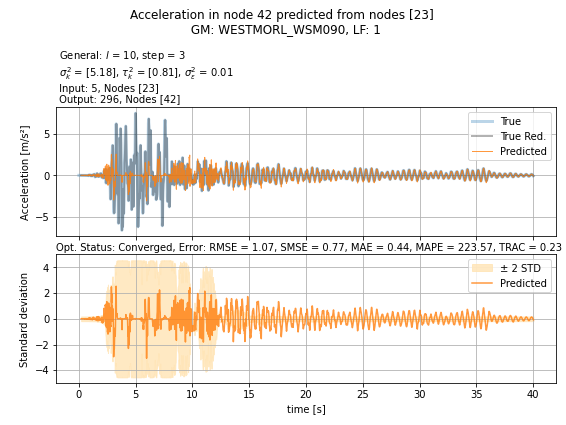 Acceleration in node 42 predicted from nodes [23]
GM: WESTMORL_WSM090, LF: 1
General: l = 10, step = 3
σ²ₖ = [5.18], τ²ₖ = [0.81], σ²ε = 0.01
Input: 5, Nodes [23]
Output: 296, Nodes [42]
Acceleration [m/s²]
5
0
−5
True
True Red.
Predicted
Opt. Status: Converged, Error: RMSE = 1.07, SMSE = 0.77, MAE = 0.44, MAPE = 223.57, TRAC = 0.23
Standard deviation
4
2
0
−2
−4
± 2 STD
Predicted
0 5 10 15 20 25 30 35 40
time [s]